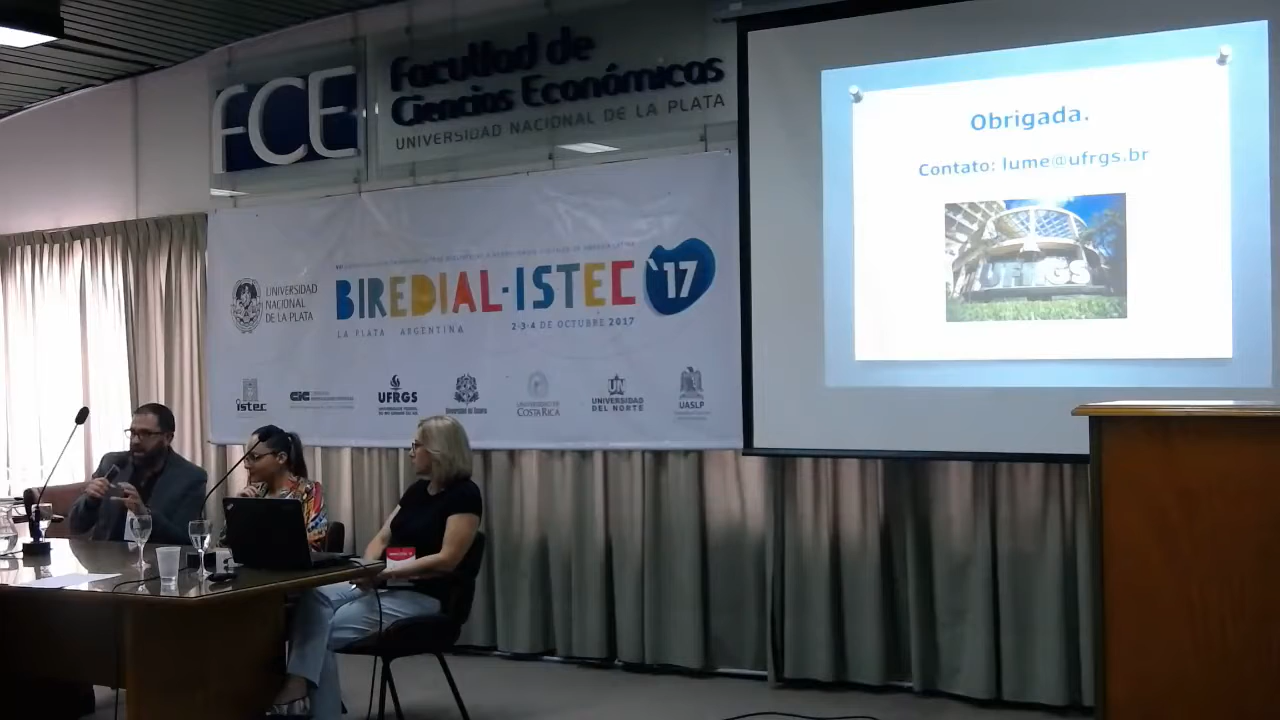 FCE
Facultad de
Ciencias Económicas
UNIVERSIDAD NACIONAL DE LA PLATA
UNIVERSIDAD
NACIONAL
DE LA PLATA
BIREDIAL-ISTEC '17
LA PLATA ARGENTINA
2-3-4 DE OCTUBRE 2017
istec
CIC
UFRGS
COSTA RICA
UNIVERSIDAD
DEL NORTE
UASLP
Obrigada.
Contato: lume@ufrgs.br
UFRGS